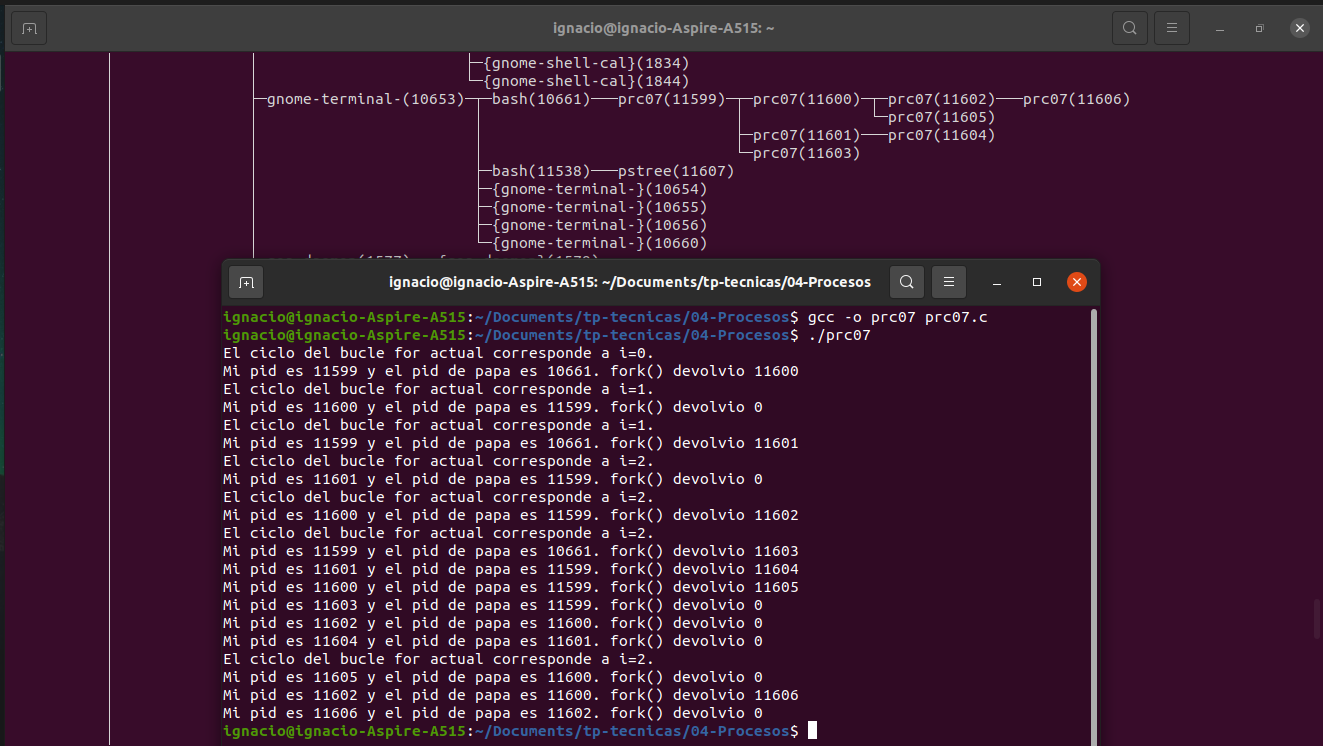 ignacio@ignacio-Aspire-A515: ~
{gnome-shell-cal}(1834)
{gnome-shell-cal}(1844)
gnome-terminal-(10653)─┬─bash(10661)───prc07(11599)─┬─prc07(11600)─┬─prc07(11602)───prc07(11606)
└─prc07(11605)
├─prc07(11601)───prc07(11604)
└─prc07(11603)
├─bash(11538)───pstree(11607)
├─{gnome-terminal-}(10654)
├─{gnome-terminal-}(10655)
├─{gnome-terminal-}(10656)
└─{gnome-terminal-}(10660)
ignacio@ignacio-Aspire-A515: ~/Documents/tp-tecnicas/04-Procesos
ignacio@ignacio-Aspire-A515:~/Documents/tp-tecnicas/04-Procesos$ gcc -o prc07 prc07.c
ignacio@ignacio-Aspire-A515:~/Documents/tp-tecnicas/04-Procesos$ ./prc07
El ciclo del bucle for actual corresponde a i=0.
Mi pid es 11599 y el pid de papa es 10661. fork() devolvio 11600
El ciclo del bucle for actual corresponde a i=1.
Mi pid es 11600 y el pid de papa es 11599. fork() devolvio 0
El ciclo del bucle for actual corresponde a i=1.
Mi pid es 11599 y el pid de papa es 10661. fork() devolvio 11601
El ciclo del bucle for actual corresponde a i=2.
Mi pid es 11601 y el pid de papa es 11599. fork() devolvio 0
El ciclo del bucle for actual corresponde a i=2.
Mi pid es 11600 y el pid de papa es 11599. fork() devolvio 11602
El ciclo del bucle for actual corresponde a i=2.
Mi pid es 11599 y el pid de papa es 10661. fork() devolvio 11603
Mi pid es 11601 y el pid de papa es 11599. fork() devolvio 11604
Mi pid es 11600 y el pid de papa es 11599. fork() devolvio 11605
Mi pid es 11603 y el pid de papa es 11599. fork() devolvio 0
Mi pid es 11602 y el pid de papa es 11600. fork() devolvio 0
Mi pid es 11604 y el pid de papa es 11601. fork() devolvio 0
El ciclo del bucle for actual corresponde a i=2.
Mi pid es 11605 y el pid de papa es 11600. fork() devolvio 0
Mi pid es 11602 y el pid de papa es 11600. fork() devolvio 11606
Mi pid es 11606 y el pid de papa es 11602. fork() devolvio 0
ignacio@ignacio-Aspire-A515:~/Documents/tp-tecnicas/04-Procesos$